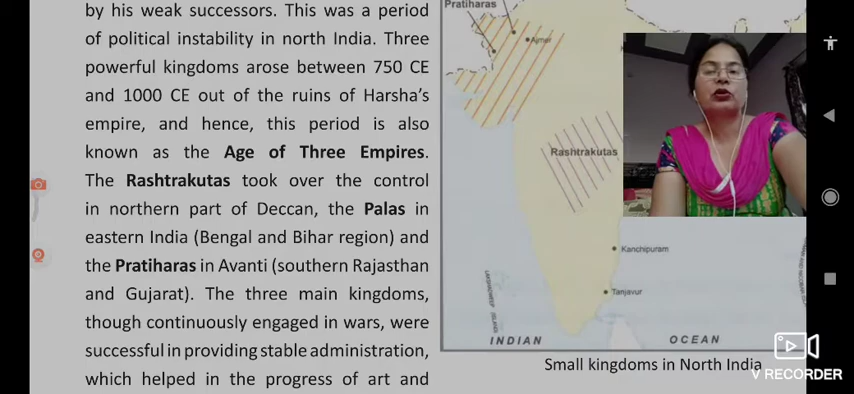 by his weak successors. This was a period
of political instability in north India. Three
powerful kingdoms arose between 750 CE
and 1000 CE out of the ruins of Harsha's
empire, and hence, this period is also
known as the Age of Three Empires.
The Rashtrakutas took over the control
in northern part of Deccan, the Palas in
eastern India (Bengal and Bihar region) and
the Pratiharas in Avanti (southern Rajasthan
and Gujarat). The three main kingdoms,
though continuously engaged in wars, were
successful in providing stable administration,
which helped in the progress of art and
Pratiharas
Ajmer
Rashtrakutas
Kanchipuram
Tanjavur
INDIAN OCEAN
Small kingdoms in North India
V RECORDER